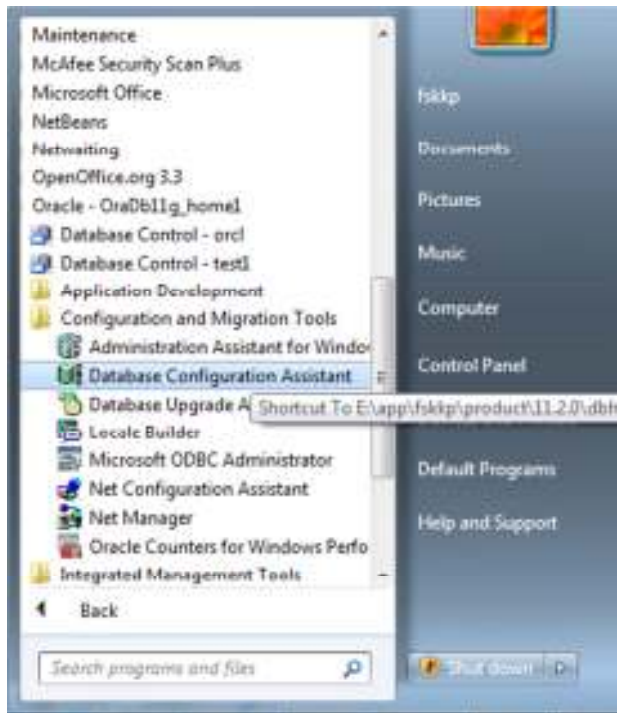 Maintenance
McAfee Security Scan Plus
Microsoft Office
NetBeans
Netwaiting
OpenOffice.org 3.3
Oracle - OraDb11g_home1
Database Control - orcl
Database Control - test1
Application Development
Configuration and Migration Tools
Administration Assistant for Windo
Database Configuration Assistant
Database Upgrade A
Shortcut To E:\app\fskkp\product\11.2.0\dbh
Locale Builder
Microsoft ODBC Administrator
Net Configuration Assistant
Net Manager
Oracle Counters for Windows Perfo
Integrated Management Tools
Back
Search programs and files
fskkp
Documents
Pictures
Music
Computer
Control Panel
Default Programs
Help and Support
Shut down